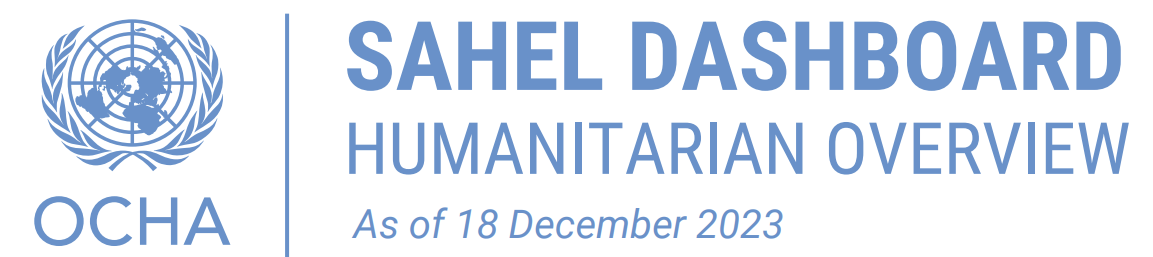 OCHA
SAHEL DASHBOARD
HUMANITARIAN OVERVIEW
As of 18 December 2023